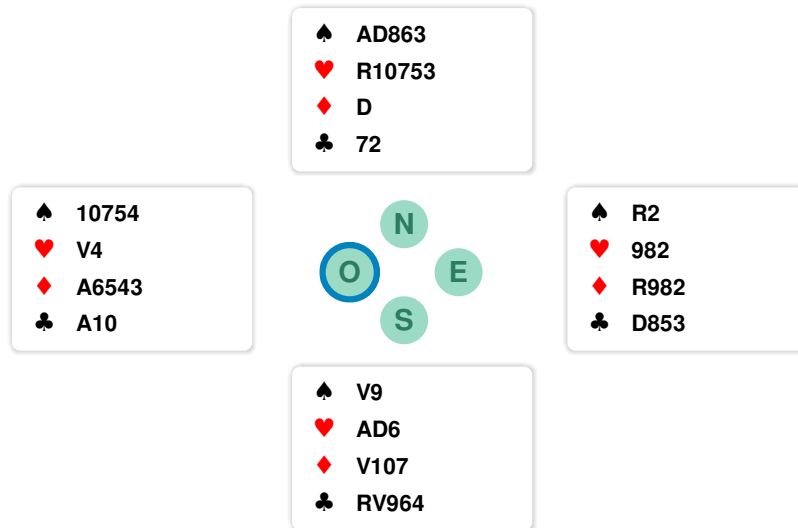 ♠ AD863
♥ R10753
♦ D
♣ 72
♠ 10754
♥ V4
♦ A6543
♣ A10
N
O
E
S
♠ R2
♥ 982
♦ R982
♣ D853
♠ V9
♥ AD6
♦ V107
♣ RV964